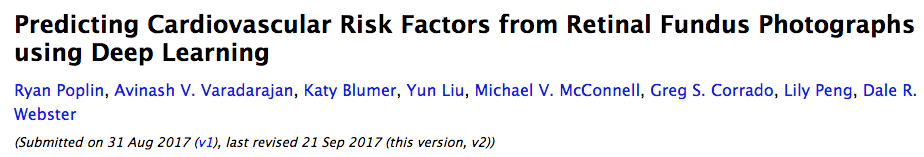 Predicting Cardiovascular Risk Factors from Retinal Fundus Photographs
using Deep Learning
Ryan Poplin, Avinash V. Varadarajan, Katy Blumer, Yun Liu, Michael V. McConnell, Greg S. Corrado, Lily Peng, Dale R.
Webster
(Submitted on 31 Aug 2017 (v1), last revised 21 Sep 2017 (this version, v2))